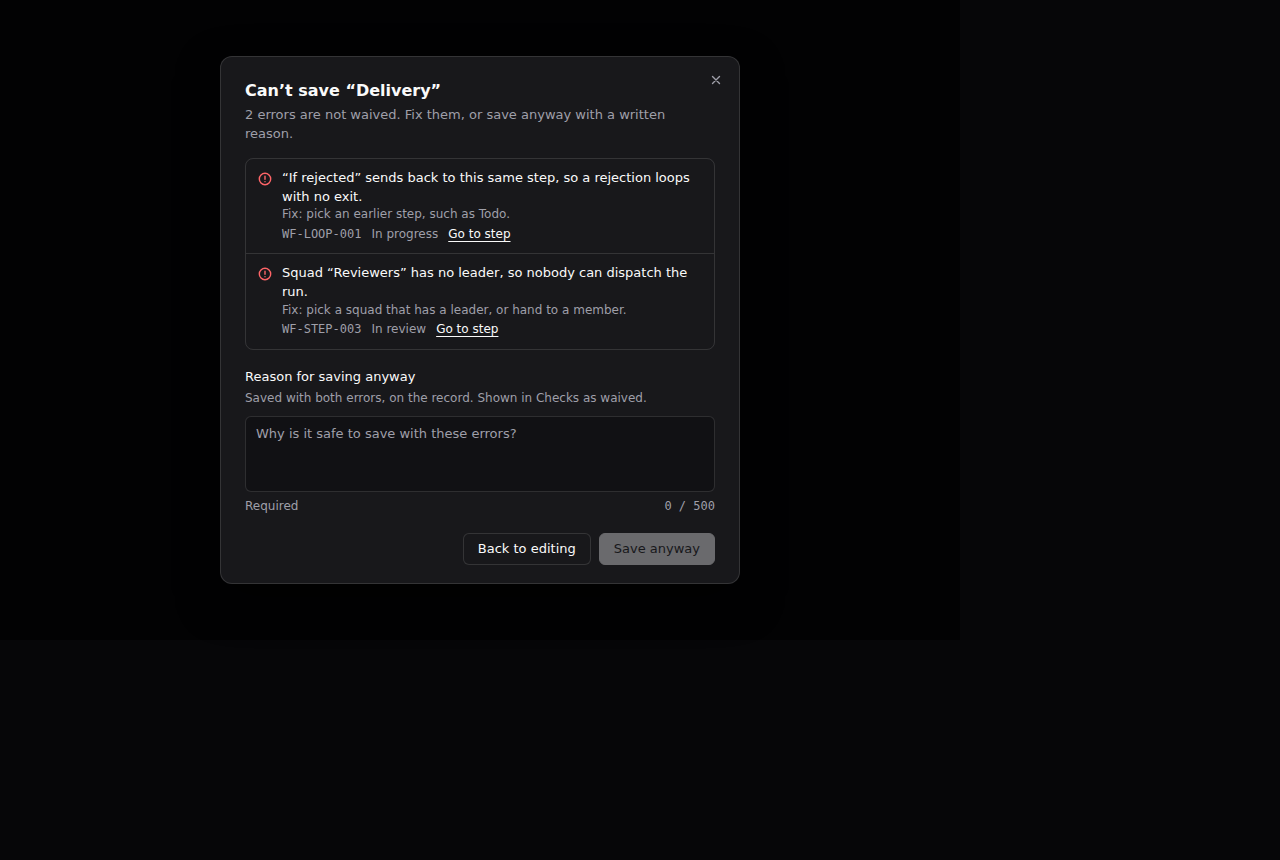 Can’t save “Delivery”
2 errors are not waived. Fix them, or save anyway with a written
reason.
“If rejected” sends back to this same step, so a rejection loops
with no exit.
Fix: pick an earlier step, such as Todo.
WF-LOOP-001 In progress Go to step
Squad “Reviewers” has no leader, so nobody can dispatch the
run.
Fix: pick a squad that has a leader, or hand to a member.
WF-STEP-003 In review Go to step
Reason for saving anyway
Saved with both errors, on the record. Shown in Checks as waived.
Why is it safe to save with these errors?
Required 0 / 500
Back to editing Save anyway